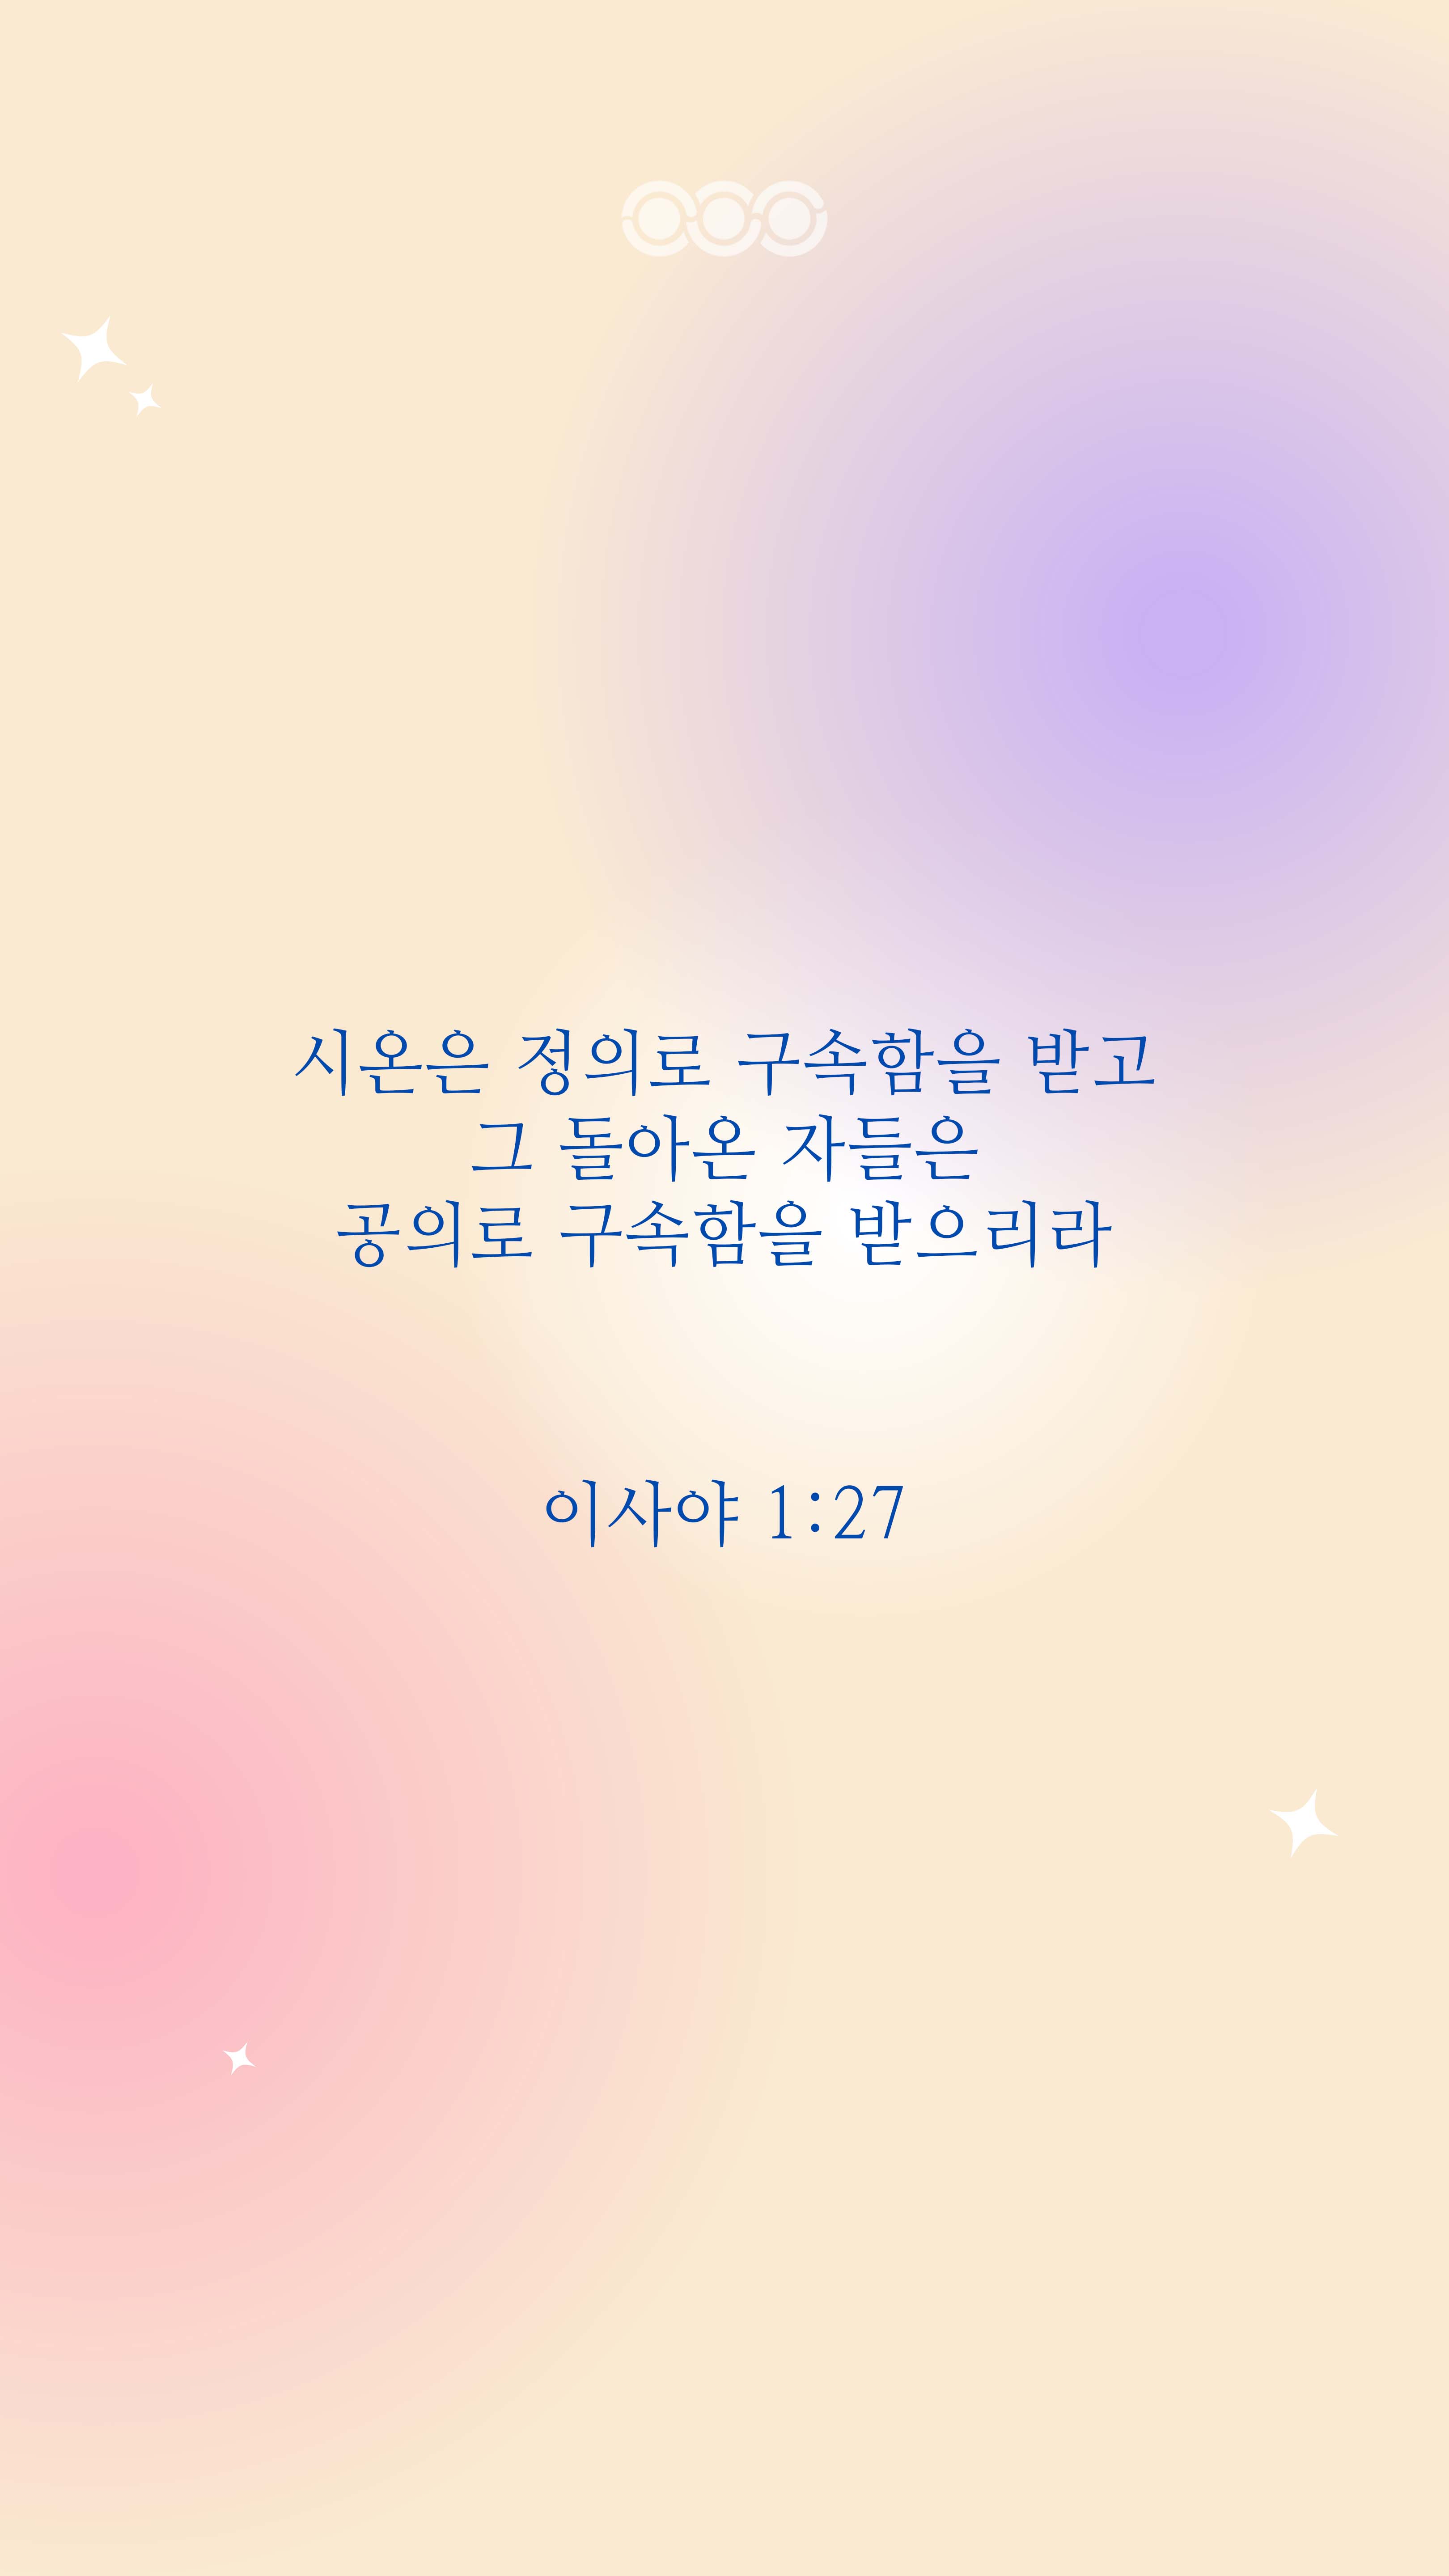 시온은 정의로 구속함을 받고
그 돌아온 자들은
공의로 구속함을 받으리라
이사야 1:27